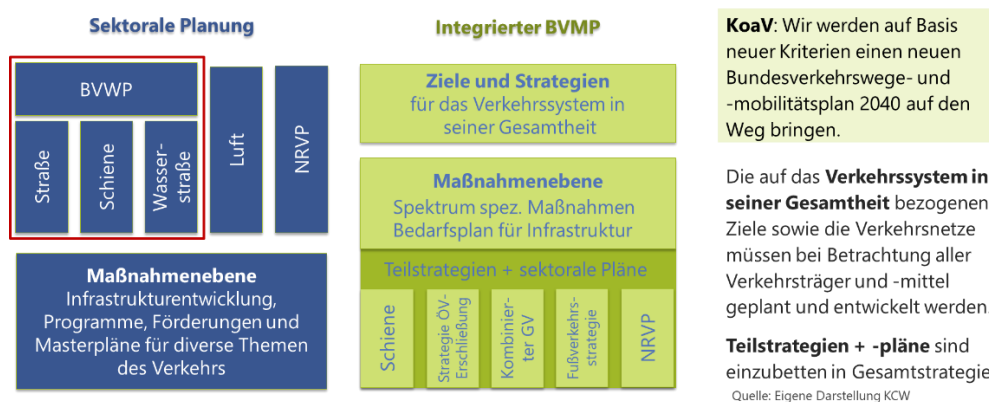 Sektorale Planung
BVWP
Straße
Schiene
Wasser-
straße
Luft
NRVP
Maßnahmenebene
Infrastrukturentwicklung,
Programme, Förderungen und
Masterpläne für diverse Themen
des Verkehrs
Integrierter BVMP
Ziele und Strategien
für das Verkehrssystem in
seiner Gesamtheit
Maßnahmenebene
Spektrum spez. Maßnahmen
Bedarfsplan für Infrastruktur
Teilstrategien + sektorale Pläne
Schiene
Strategie ÖV-
Erschließung
Kombinier-
ter GV
Fußverkehrs-
strategie
NRVP
KoaV: Wir werden auf Basis
neuer Kriterien einen neuen
Bundesverkehrswege- und
-mobilitätsplan 2040 auf den
Weg bringen.
Die auf das Verkehrssystem in
seiner Gesamtheit bezogenen
Ziele sowie die Verkehrsnetze
müssen bei Betrachtung aller
Verkehrsträger und -mittel
geplant und entwickelt werden.
Teilstrategien + -pläne sind
einzubetten in Gesamtstrategie
Quelle: Eigene Darstellung KCW